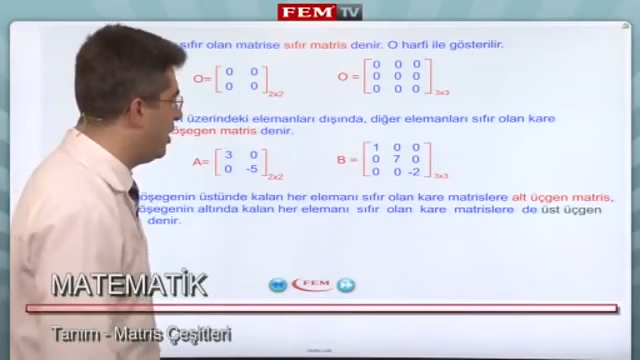 FEM TV
sıfır olan matrise sıfır matris denir. O harfi ile gösterilir.
O= [ 0 0 0 0 ] 2x2 O = [ 0 0 0 0 0 0 0 0 0 ] 3x3
üzerindeki elemanları dışında, diğer elemanları sıfır olan kare
matris denir.
A= [ 3 0 0 -5 ] 2x2 B = [ 1 0 0 0 7 0 0 0 -2 ] 3x3
üstünde kalan her elemanı sıfır olan kare matrislere alt üçgen matris,
altında kalan her elemanı sıfır olan kare matrislere de üst üçgen
denir.
FEM
MATEMATİK
Tanım - Matris Çeşitleri